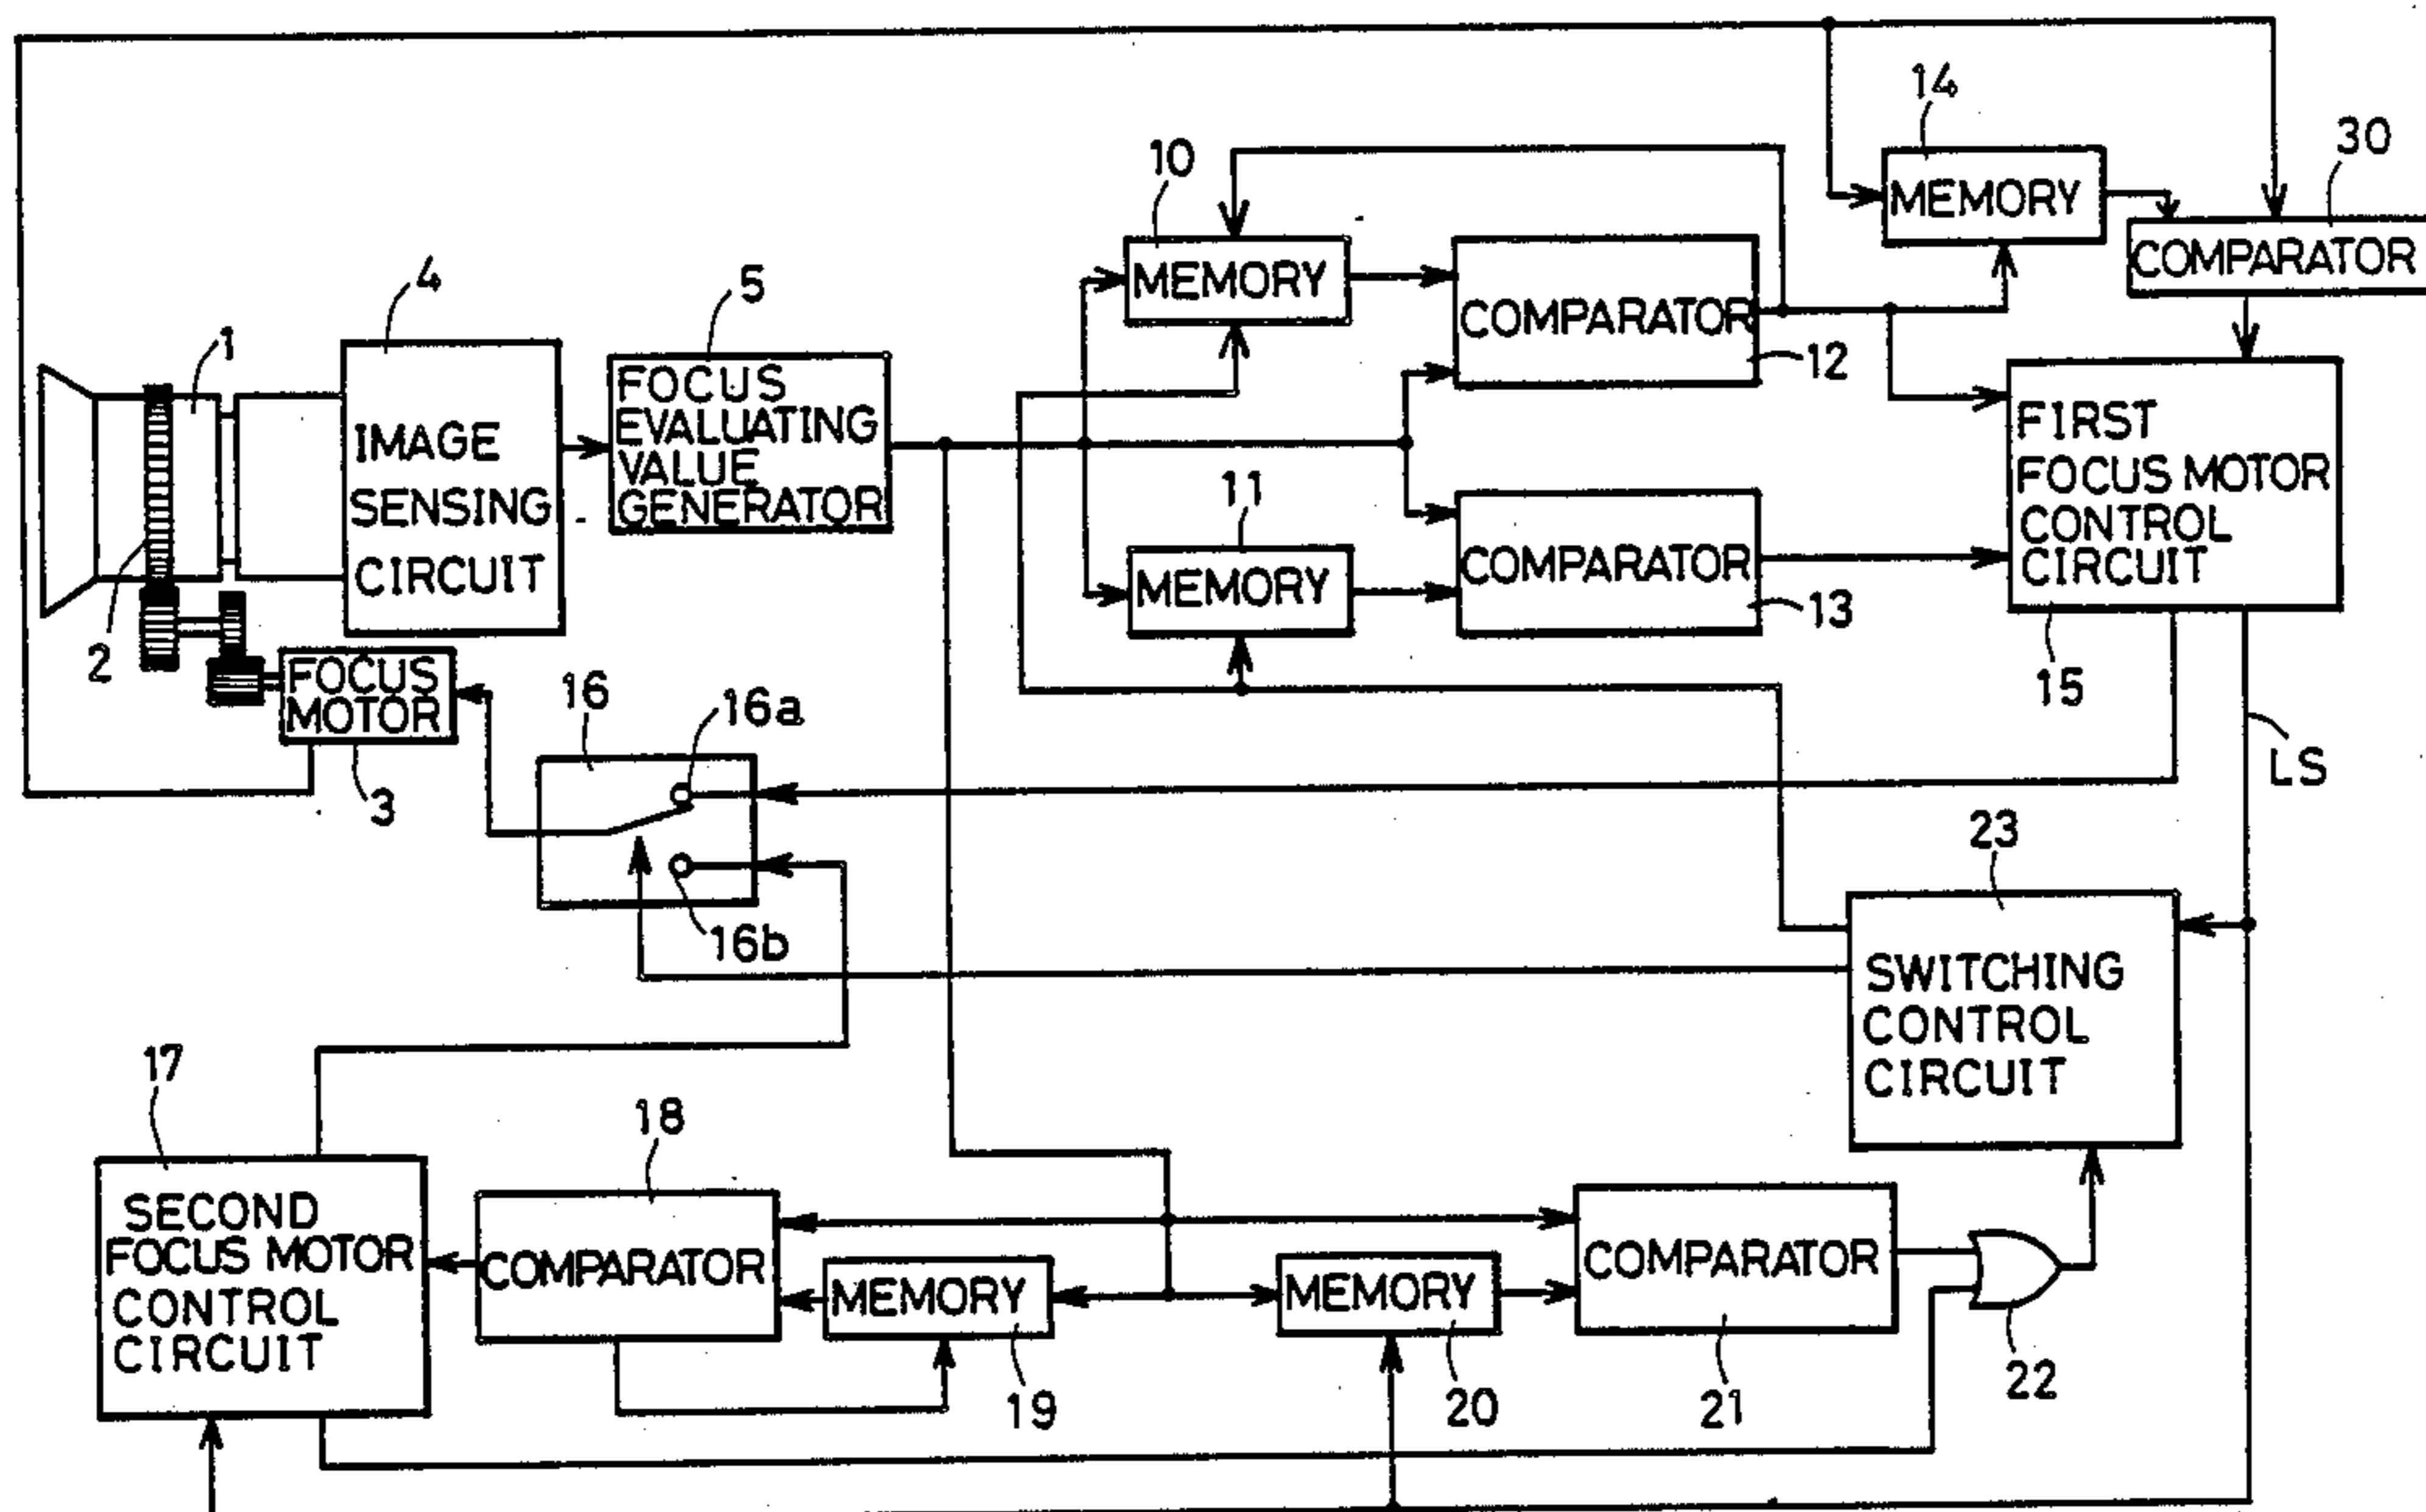 14
30
10
MEMORY
COMPARATOR
4
5
MEMORY
1
COMPARATOR
12
FOCUS
EVALUATING
VALUE
GENERATOR
IMAGE
SENSING
CIRCUIT
FIRST
FOCUS MOTOR
CONTROL
CIRCUIT
11
MEMORY
COMPARATOR
13
2
FOCUS
MOTOR
3
15
LS
16
16a
16b
23
SWITCHING
CONTROL
CIRCUIT
17
SECOND
FOCUS MOTOR
CONTROL
CIRCUIT
18
COMPARATOR
MEMORY
19
MEMORY
20
COMPARATOR
21
22